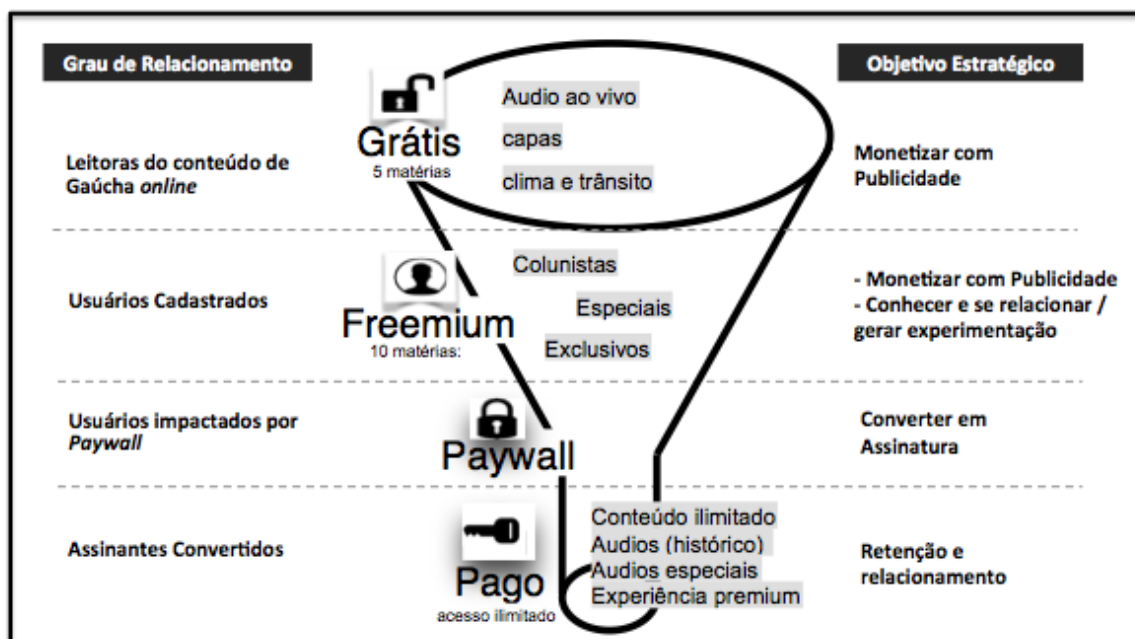 Grau de Relacionamento
Objetivo Estratégico
Leitoras do conteúdo de
Gaúcha online
Grátis
5 matérias
Audio ao vivo
capas
clima e trânsito
Monetizar com
Publicidade
Usuários Cadastrados
Freemium
10 matérias:
Colunistas
Especiais
Exclusivos
- Monetizar com Publicidade
- Conhecer e se relacionar /
gerar experimentação
Usuários impactados por
Paywall
Paywall
Converter em
Assinatura
Assinantes Convertidos
Pago
acesso ilimitado
Conteúdo ilimitado
Audios (histórico)
Audios especiais
Experiência premium
Retenção e
relacionamento